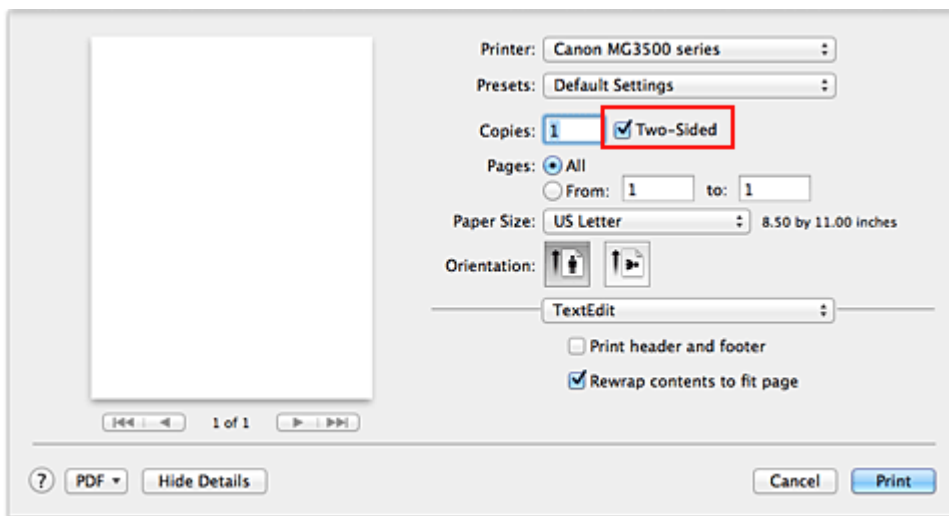 Printer: Canon MG3500 series
Presets: Default Settings
Copies: 1 Two-Sided
Pages: All
From: 1 to: 1
Paper Size: US Letter 8.50 by 11.00 inches
Orientation:
TextEdit
Print header and footer
Rewrap contents to fit page
1 of 1
? PDF Hide Details Cancel Print